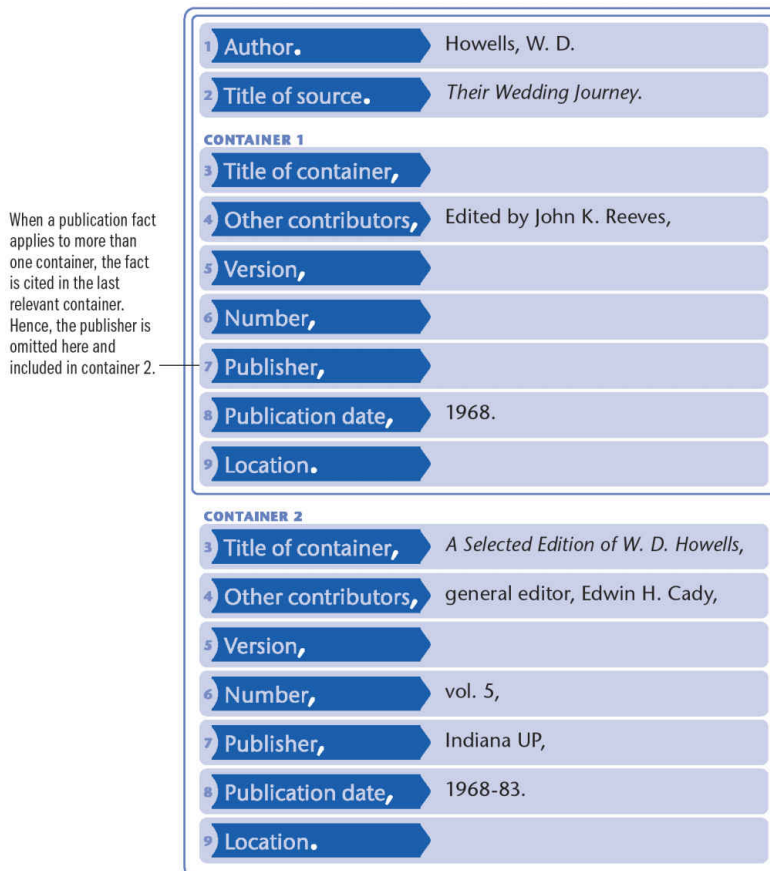 1 Author. Howells, W. D.
2 Title of source. Their Wedding Journey.
CONTAINER 1
3 Title of container,
4 Other contributors, Edited by John K. Reeves,
5 Version,
6 Number,
When a publication fact
applies to more than
one container, the fact
is cited in the last
relevant container.
Hence, the publisher is
omitted here and
included in container 2.
7 Publisher,
8 Publication date, 1968.
9 Location.
CONTAINER 2
3 Title of container, A Selected Edition of W. D. Howells,
4 Other contributors, general editor, Edwin H. Cady,
5 Version,
6 Number, vol. 5,
7 Publisher, Indiana UP,
8 Publication date, 1968-83.
9 Location.